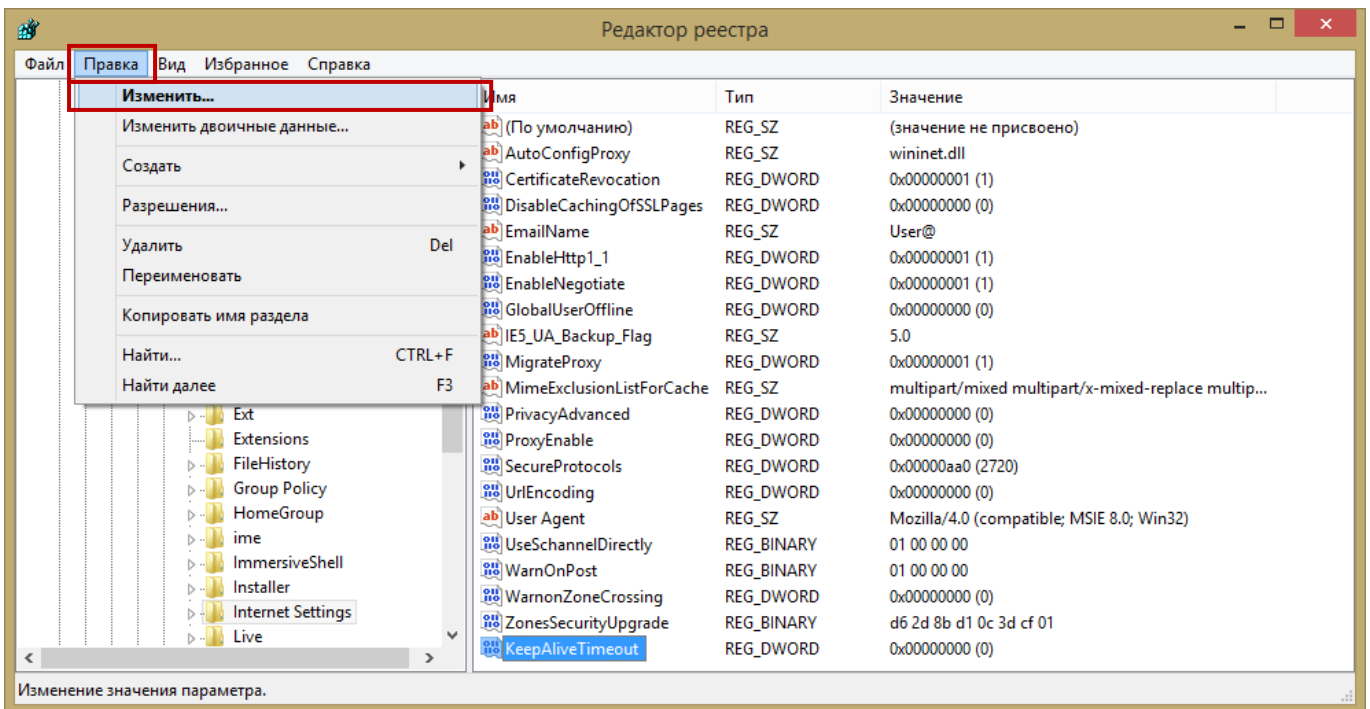 Редактор реестра
Файл Правка Вид Избранное Справка
Изменить...
Изменить двоичные данные...
Создать
Разрешения...
Удалить Del
Переименовать
Копировать имя раздела
Найти... CTRL+F
Найти далее F3
Ext
Extensions
FileHistory
Group Policy
HomeGroup
ime
ImmersiveShell
Installer
Internet Settings
Live
Имя Тип Значение
(По умолчанию) REG_SZ (значение не присвоено)
AutoConfigProxy REG_SZ wininet.dll
CertificateRevocation REG_DWORD 0x00000001 (1)
DisableCachingOfSSLPages REG_DWORD 0x00000000 (0)
EmailName REG_SZ User@
EnableHttp1_1 REG_DWORD 0x00000001 (1)
EnableNegotiate REG_DWORD 0x00000001 (1)
GlobalUserOffline REG_DWORD 0x00000000 (0)
IE5_UA_Backup_Flag REG_SZ 5.0
MigrateProxy REG_DWORD 0x00000001 (1)
MimeExclusionListForCache REG_SZ multipart/mixed multipart/x-mixed-replace multip...
PrivacyAdvanced REG_DWORD 0x00000000 (0)
ProxyEnable REG_DWORD 0x00000000 (0)
SecureProtocols REG_DWORD 0x00000aa0 (2720)
UrlEncoding REG_DWORD 0x00000000 (0)
User Agent REG_SZ Mozilla/4.0 (compatible; MSIE 8.0; Win32)
UseSchannelDirectly REG_BINARY 01 00 00 00
WarnOnPost REG_BINARY 01 00 00 00
WarnonZoneCrossing REG_DWORD 0x00000000 (0)
ZonesSecurityUpgrade REG_BINARY d6 2d 8b d1 0c 3d cf 01
KeepAliveTimeout REG_DWORD 0x00000000 (0)
Изменение значения параметра.